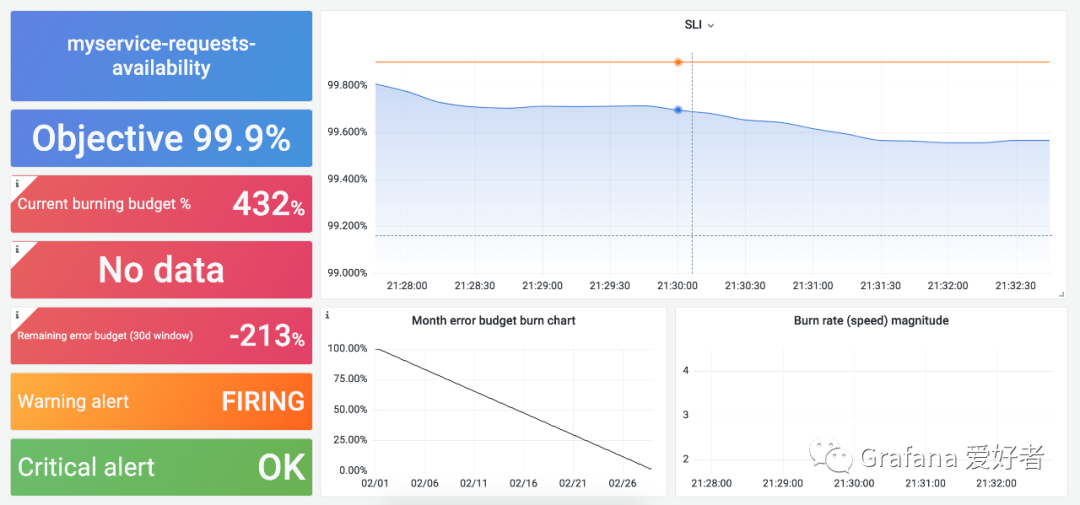 myservice-requests-
availability
Objective 99.9%
i
Current burning budget % 432%
i
No data
i
Remaining error budget (30d window) -213%
Warning alert FIRING
Critical alert OK
SLI
99.800%
99.600%
99.400%
99.200%
99.000%
21:28:00 21:28:30 21:29:00 21:29:30 21:30:00 21:30:30 21:31:00 21:31:30 21:32:00 21:32:30
i
Month error budget burn chart
100.00%
75.00%
50.00%
25.00%
0.00%
02/01 02/06 02/11 02/16 02/21 02/26
Burn rate (speed) magnitude
4
3
2
21:28:00 21:29:00 21:30:00 21:31:00 21:32:00
Grafana 爱好者